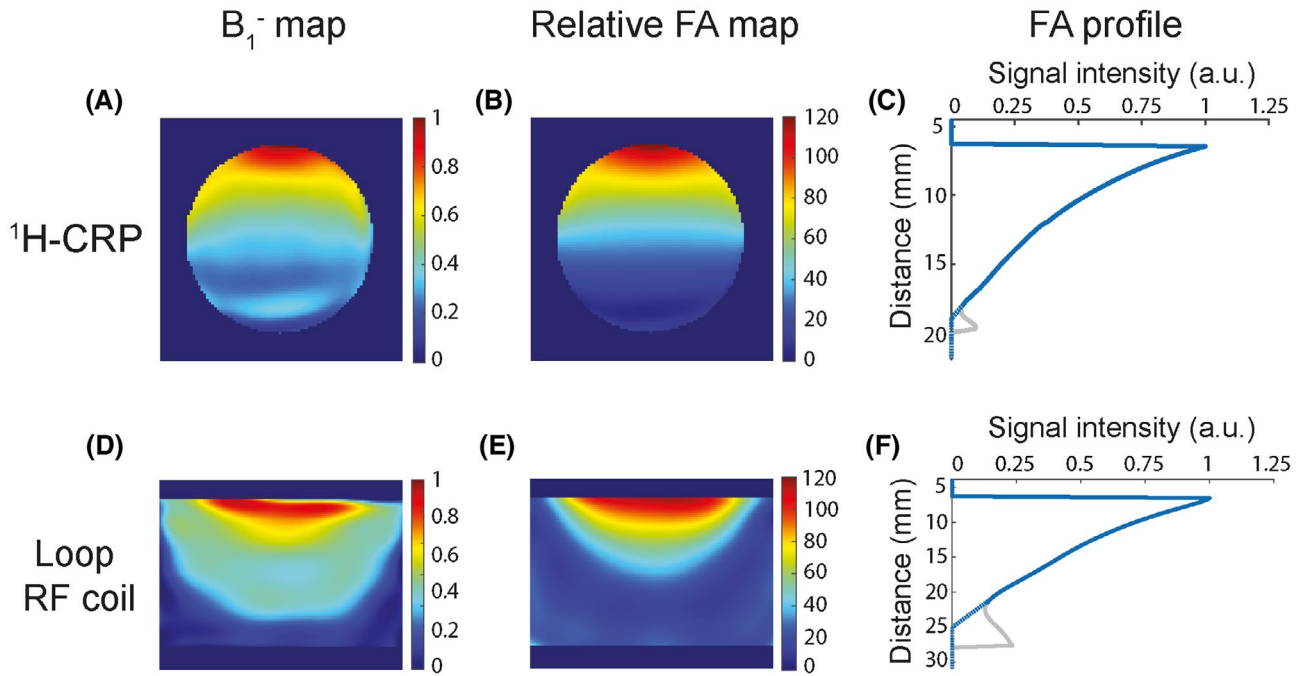 B₁⁻ map
Relative FA map
FA profile
(A)
1
0.8
0.6
0.4
0.2
0
(B)
120
100
80
60
40
20
0
(C)
Signal intensity (a.u.)
0 0.25 0.5 0.75 1 1.25
Distance (mm)
5
10
15
20
¹H-CRP
(D)
1
0.8
0.6
0.4
0.2
0
(E)
120
100
80
60
40
20
0
(F)
Signal intensity (a.u.)
0 0.25 0.5 0.75 1 1.25
Distance (mm)
5
10
15
20
25
30
Loop
RF coil